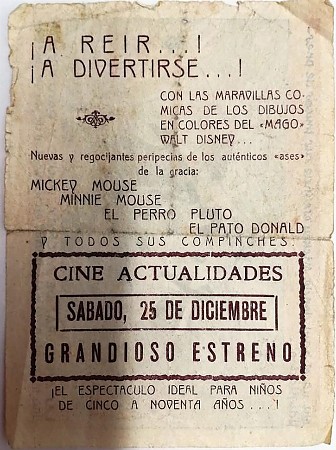 ¡A REIR...!
¡A DIVERTIRSE...!
CON LAS MARAVILLAS CO-
MICAS DE LOS DIBUJOS
EN COLORES DEL «MAGO»
WALT DISNEY...
Nuevas y regocijantes peripecias de los auténticos «ases»
de la gracia:
MICKEY MOUSE
MINNIE MOUSE
EL PERRO PLUTO
EL PATO DONALD
Y TODOS SUS COMPINCHES:
CINE ACTUALIDADES
SABADO, 25 DE DICIEMBRE
GRANDIOSO ESTRENO
¡EL ESPECTACULO IDEAL PARA NIÑOS
DE CINCO A NOVENTA AÑOS...!